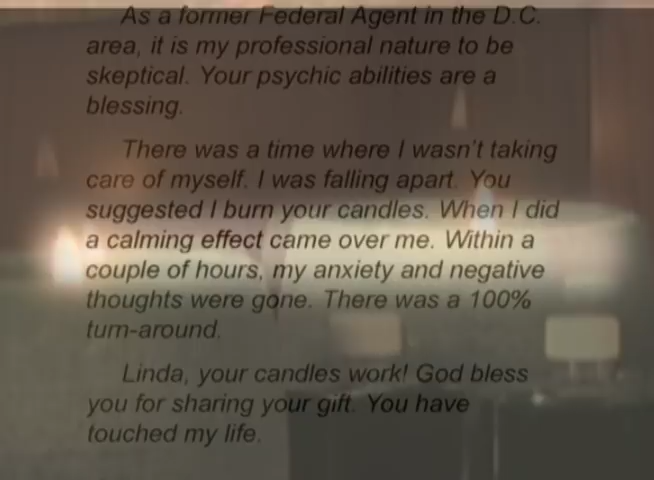 As a former Federal Agent in the D.C.
area, it is my professional nature to be
skeptical. Your psychic abilities are a
blessing.
There was a time where I wasn't taking
care of myself. I was falling apart. You
suggested I burn your candles. When I did
a calming effect came over me. Within a
couple of hours, my anxiety and negative
thoughts were gone. There was a 100%
turn-around.
Linda, your candles work! God bless
you for sharing your gift. You have
touched my life.